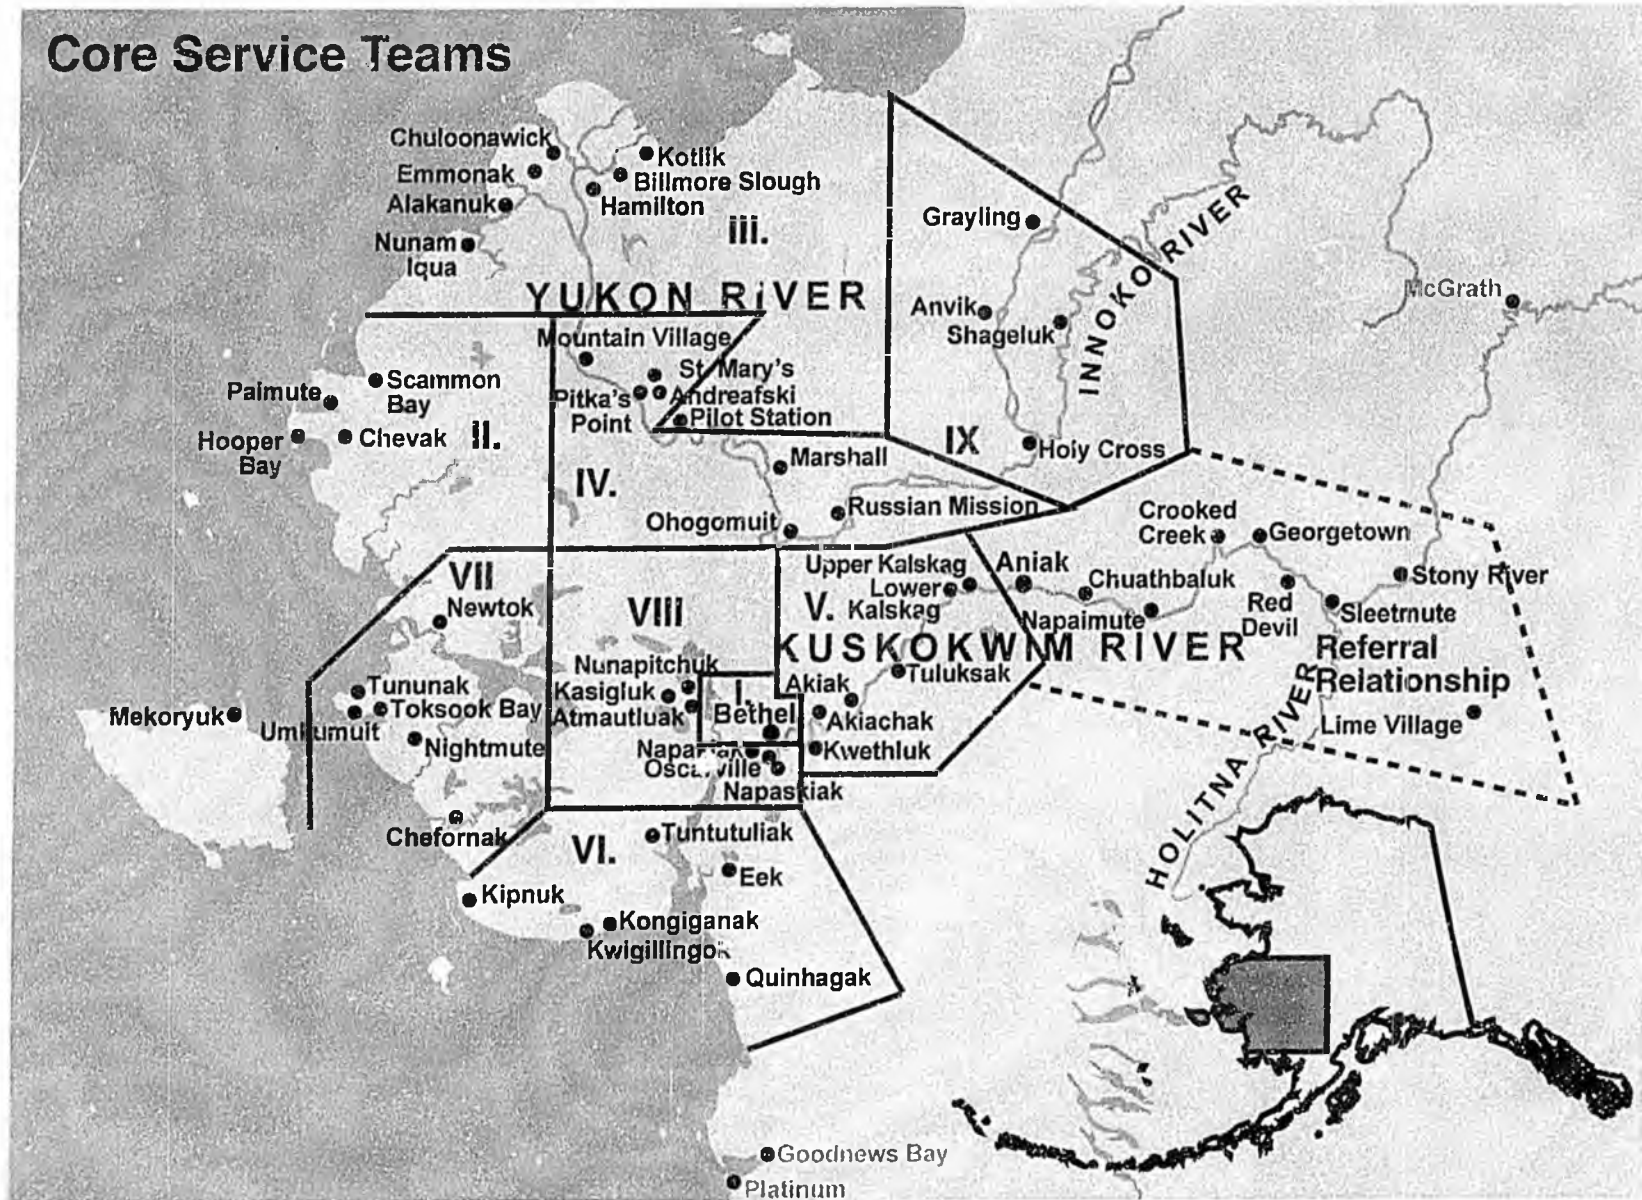 Core Service Teams
Chuloonawick
Kotlik
Emmonak
Billmore Slough
Alakanuk
Hamilton
Grayling
iii.
Nunam
Iqua
INNOKO RIVER
McGrath
YUKON RiVER
Anvik
Shageluk
Mountain Village
St. Mary's
Scammon
Bay
Paimute
Pitka's
Point
Andreafski
Pilot Station
Hooper
Bay
Chevak
II.
IX
Holy Cross
Marshall
IV.
Russian Mission
Ohogomuit
Crooked
Creek
Georgetown
VII
Newtok
VIII
Upper Kalskag
Lower
Kalskag
Aniak
Chuathbaluk
Stony River
V.
Napaimute
Red
Devil
Sleetmute
KUSKOKWIM RIVER
Referral
Relationship
Nunapitchuk
Kasigluk
Atmautluak
I.
Bethel
Akiak
Tuluksak
Akiachak
Kwethluk
Tununak
Toksook Bay
Umkumuit
Nightmute
Mekoryuk
Lime Village
HOLITNA RIVER
Napakiak
Oscarville
Napaskiak
Chefornak
VI.
Tuntutuliak
Eek
Kipnuk
Kongiganak
Kwigillingok
Quinhagak
Goodnews Bay
Platinum